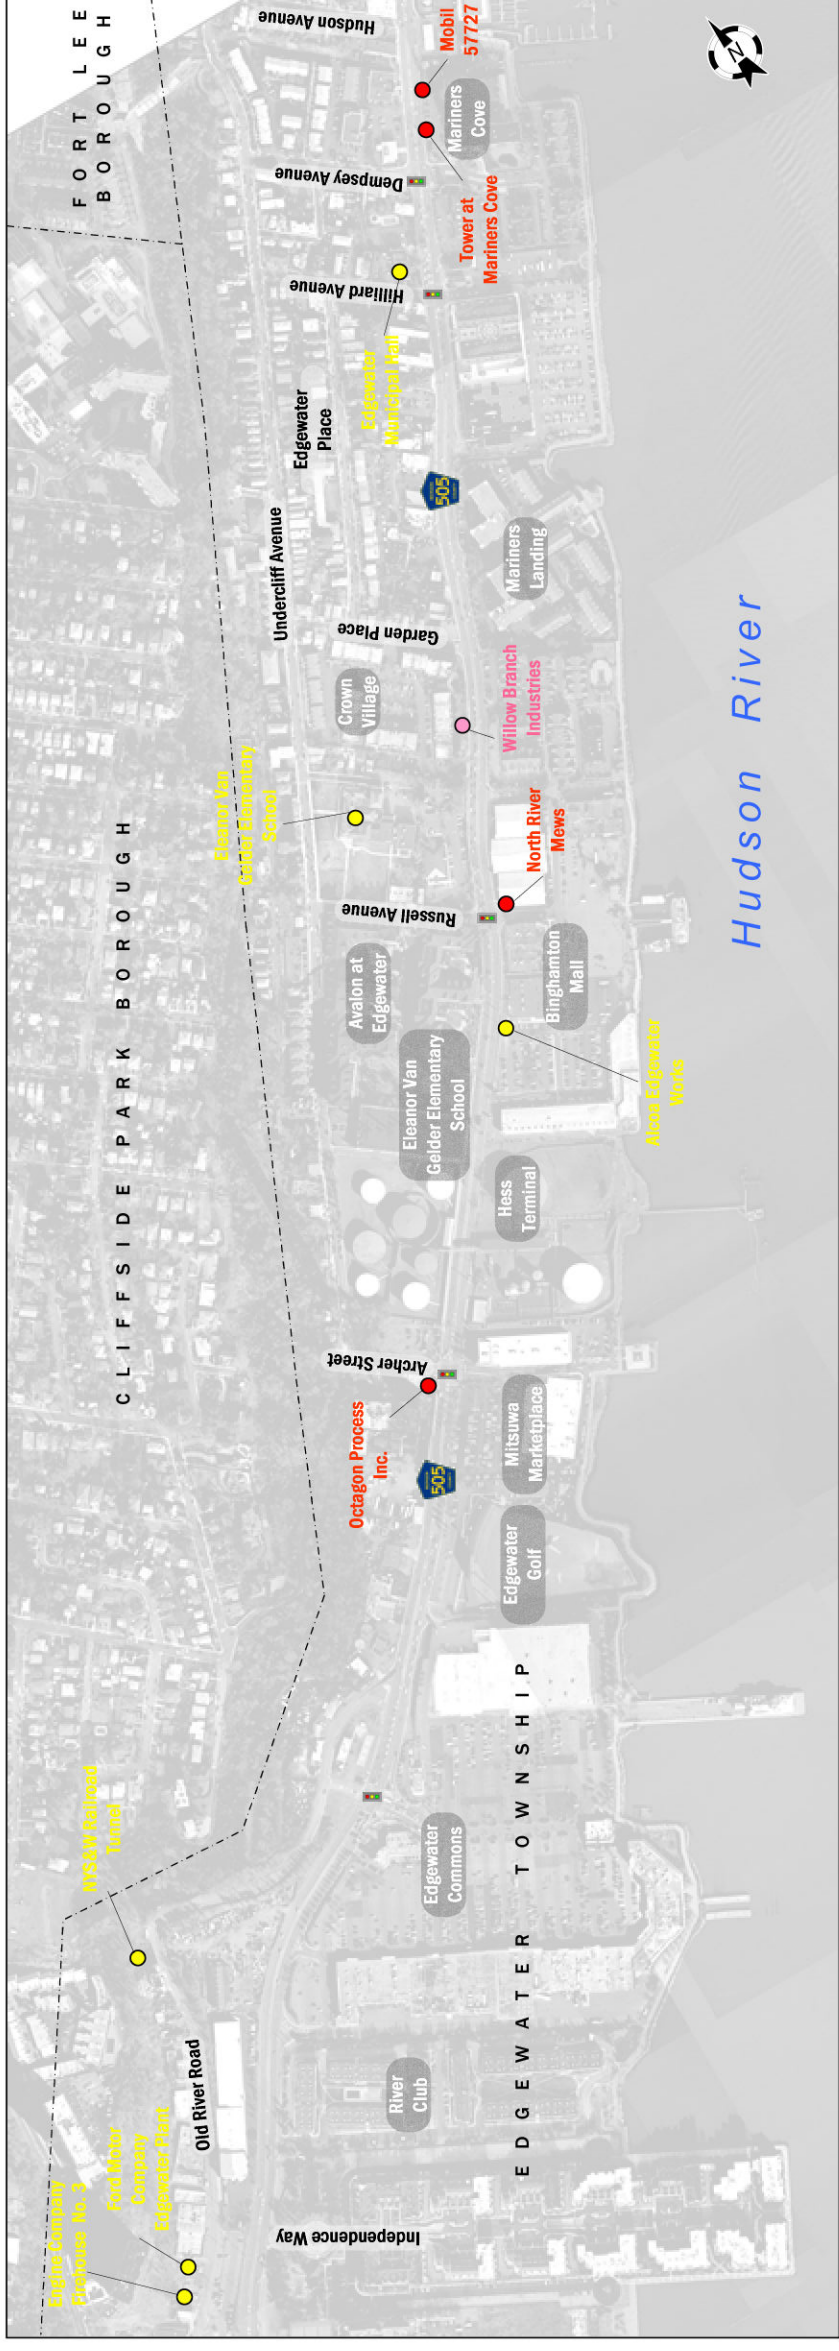 FORT LEE
BOROUGH
Hudson Avenue
Mobil
57727
N
Mariners
Cove
Dempsey Avenue
Tower at
Mariners Cove
Hilliard Avenue
Edgewater
Municipal Hall
Edgewater
Place
505
Undercliff Avenue
Mariners
Landing
Garden Place
Crown
Village
Willow Branch
Industries
Hudson River
Eleanor Van
Gelder Elementary
School
CLIFFSIDE PARK BOROUGH
North River
Mews
Russell Avenue
Avalon at
Edgewater
Binghamton
Mall
Eleanor Van
Gelder Elementary
School
Alcoa Edgewater
Works
Hess
Terminal
Archer Street
Octagon Process
Inc.
Mitsuwa
Marketplace
505
Edgewater
Golf
EDGEWATER TOWNSHIP
NYS&W Railroad
Tunnel
Edgewater
Commons
Old River Road
River
Club
Ford Motor
Company
Edgewater Plant
Engine Company
Firehouse No. 3
Independence Way